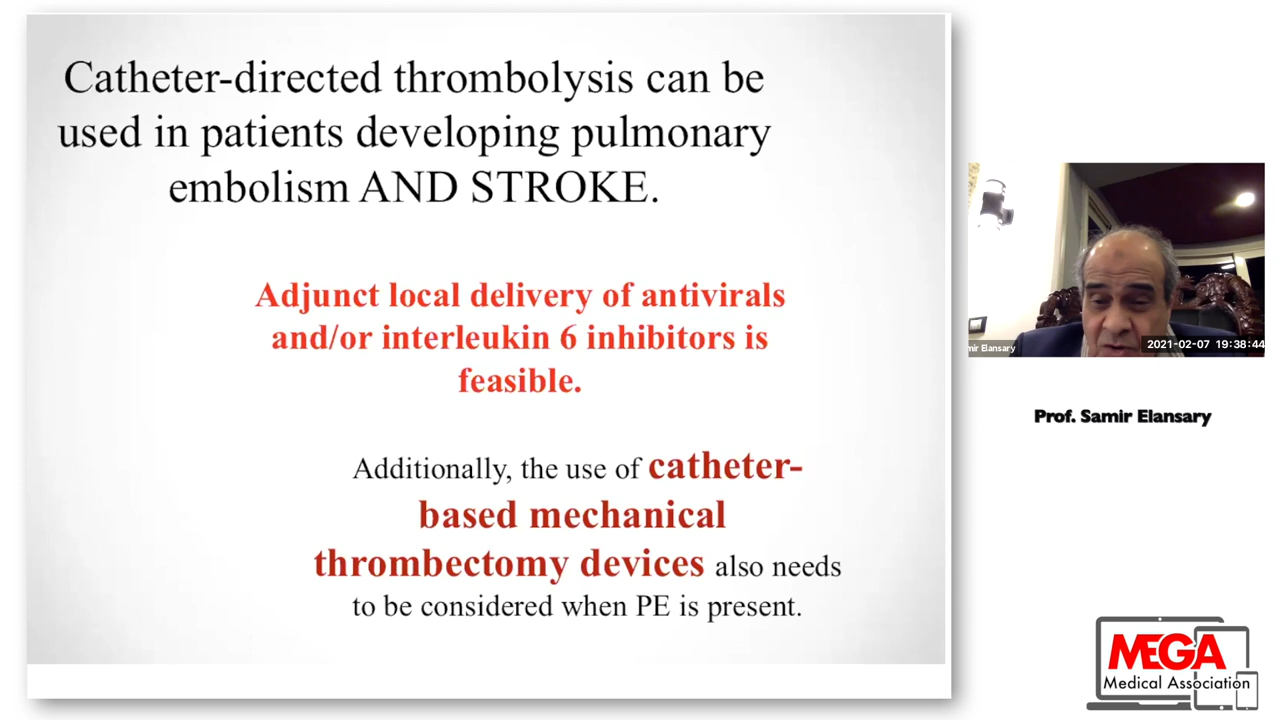 Catheter-directed thrombolysis can be
used in patients developing pulmonary
embolism AND STROKE.
Adjunct local delivery of antivirals
and/or interleukin 6 inhibitors is
feasible.
Additionally, the use of catheter-
based mechanical
thrombectomy devices also needs
to be considered when PE is present.
mir Elansary
2021-02-07 19:38:44
Prof. Samir Elansary
MEGA
Medical Association